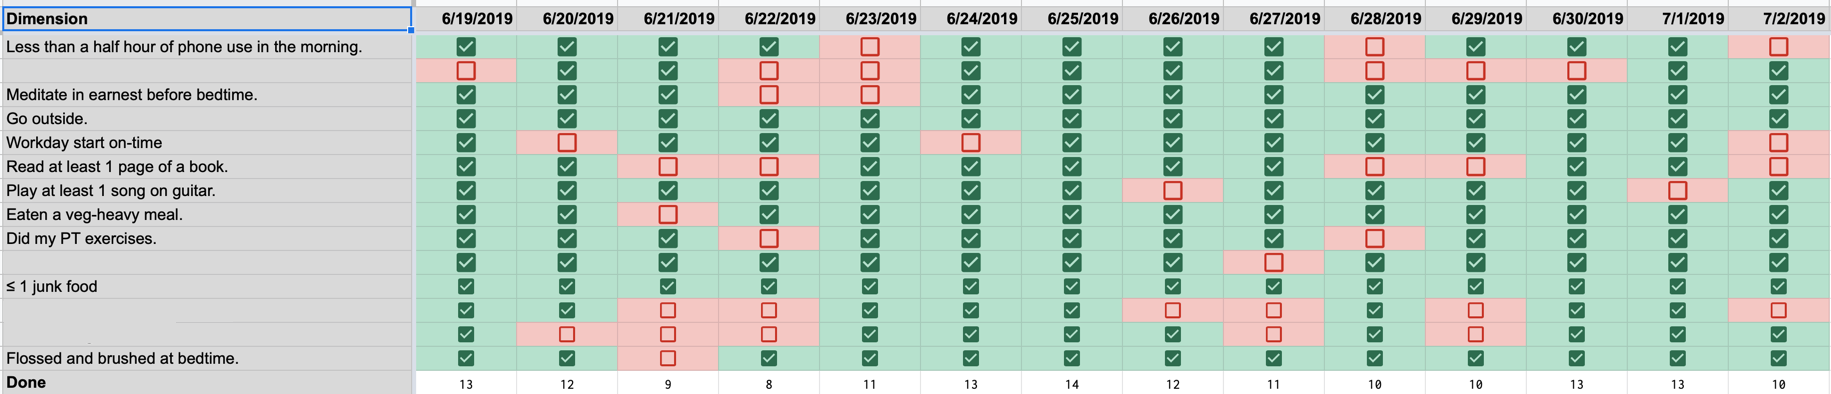 Dimension 6/19/2019 6/20/2019 6/21/2019 6/22/2019 6/23/2019 6/24/2019 6/25/2019 6/26/2019 6/27/2019 6/28/2019 6/29/2019 6/30/2019 7/1/2019 7/2/2019
Less than a half hour of phone use in the morning.
Meditate in earnest before bedtime.
Go outside.
Workday start on-time
Read at least 1 page of a book.
Play at least 1 song on guitar.
Eaten a veg-heavy meal.
Did my PT exercises.
≤ 1 junk food
Flossed and brushed at bedtime.
Done 13 12 9 8 11 13 14 12 11 10 10 13 13 10